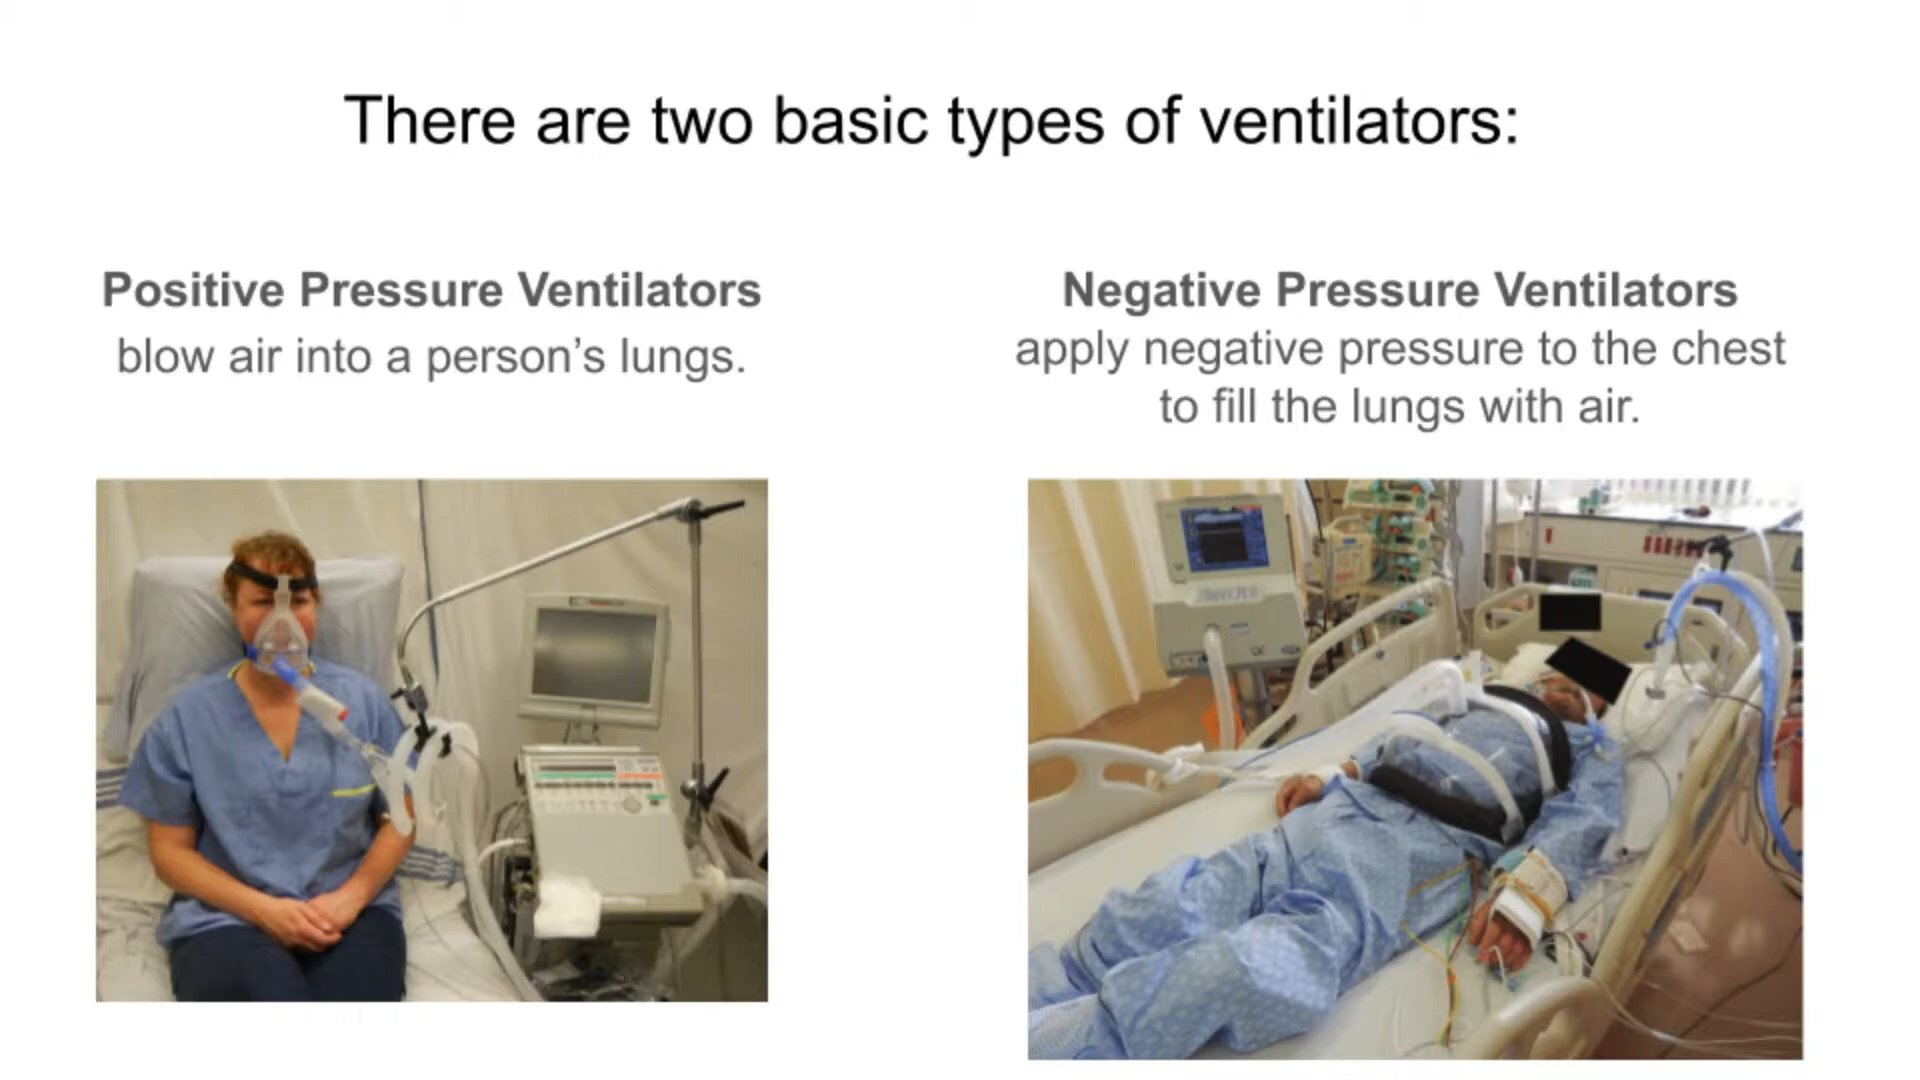 There are two basic types of ventilators:
Positive Pressure Ventilators
blow air into a person’s lungs.
Negative Pressure Ventilators
apply negative pressure to the chest
to fill the lungs with air.